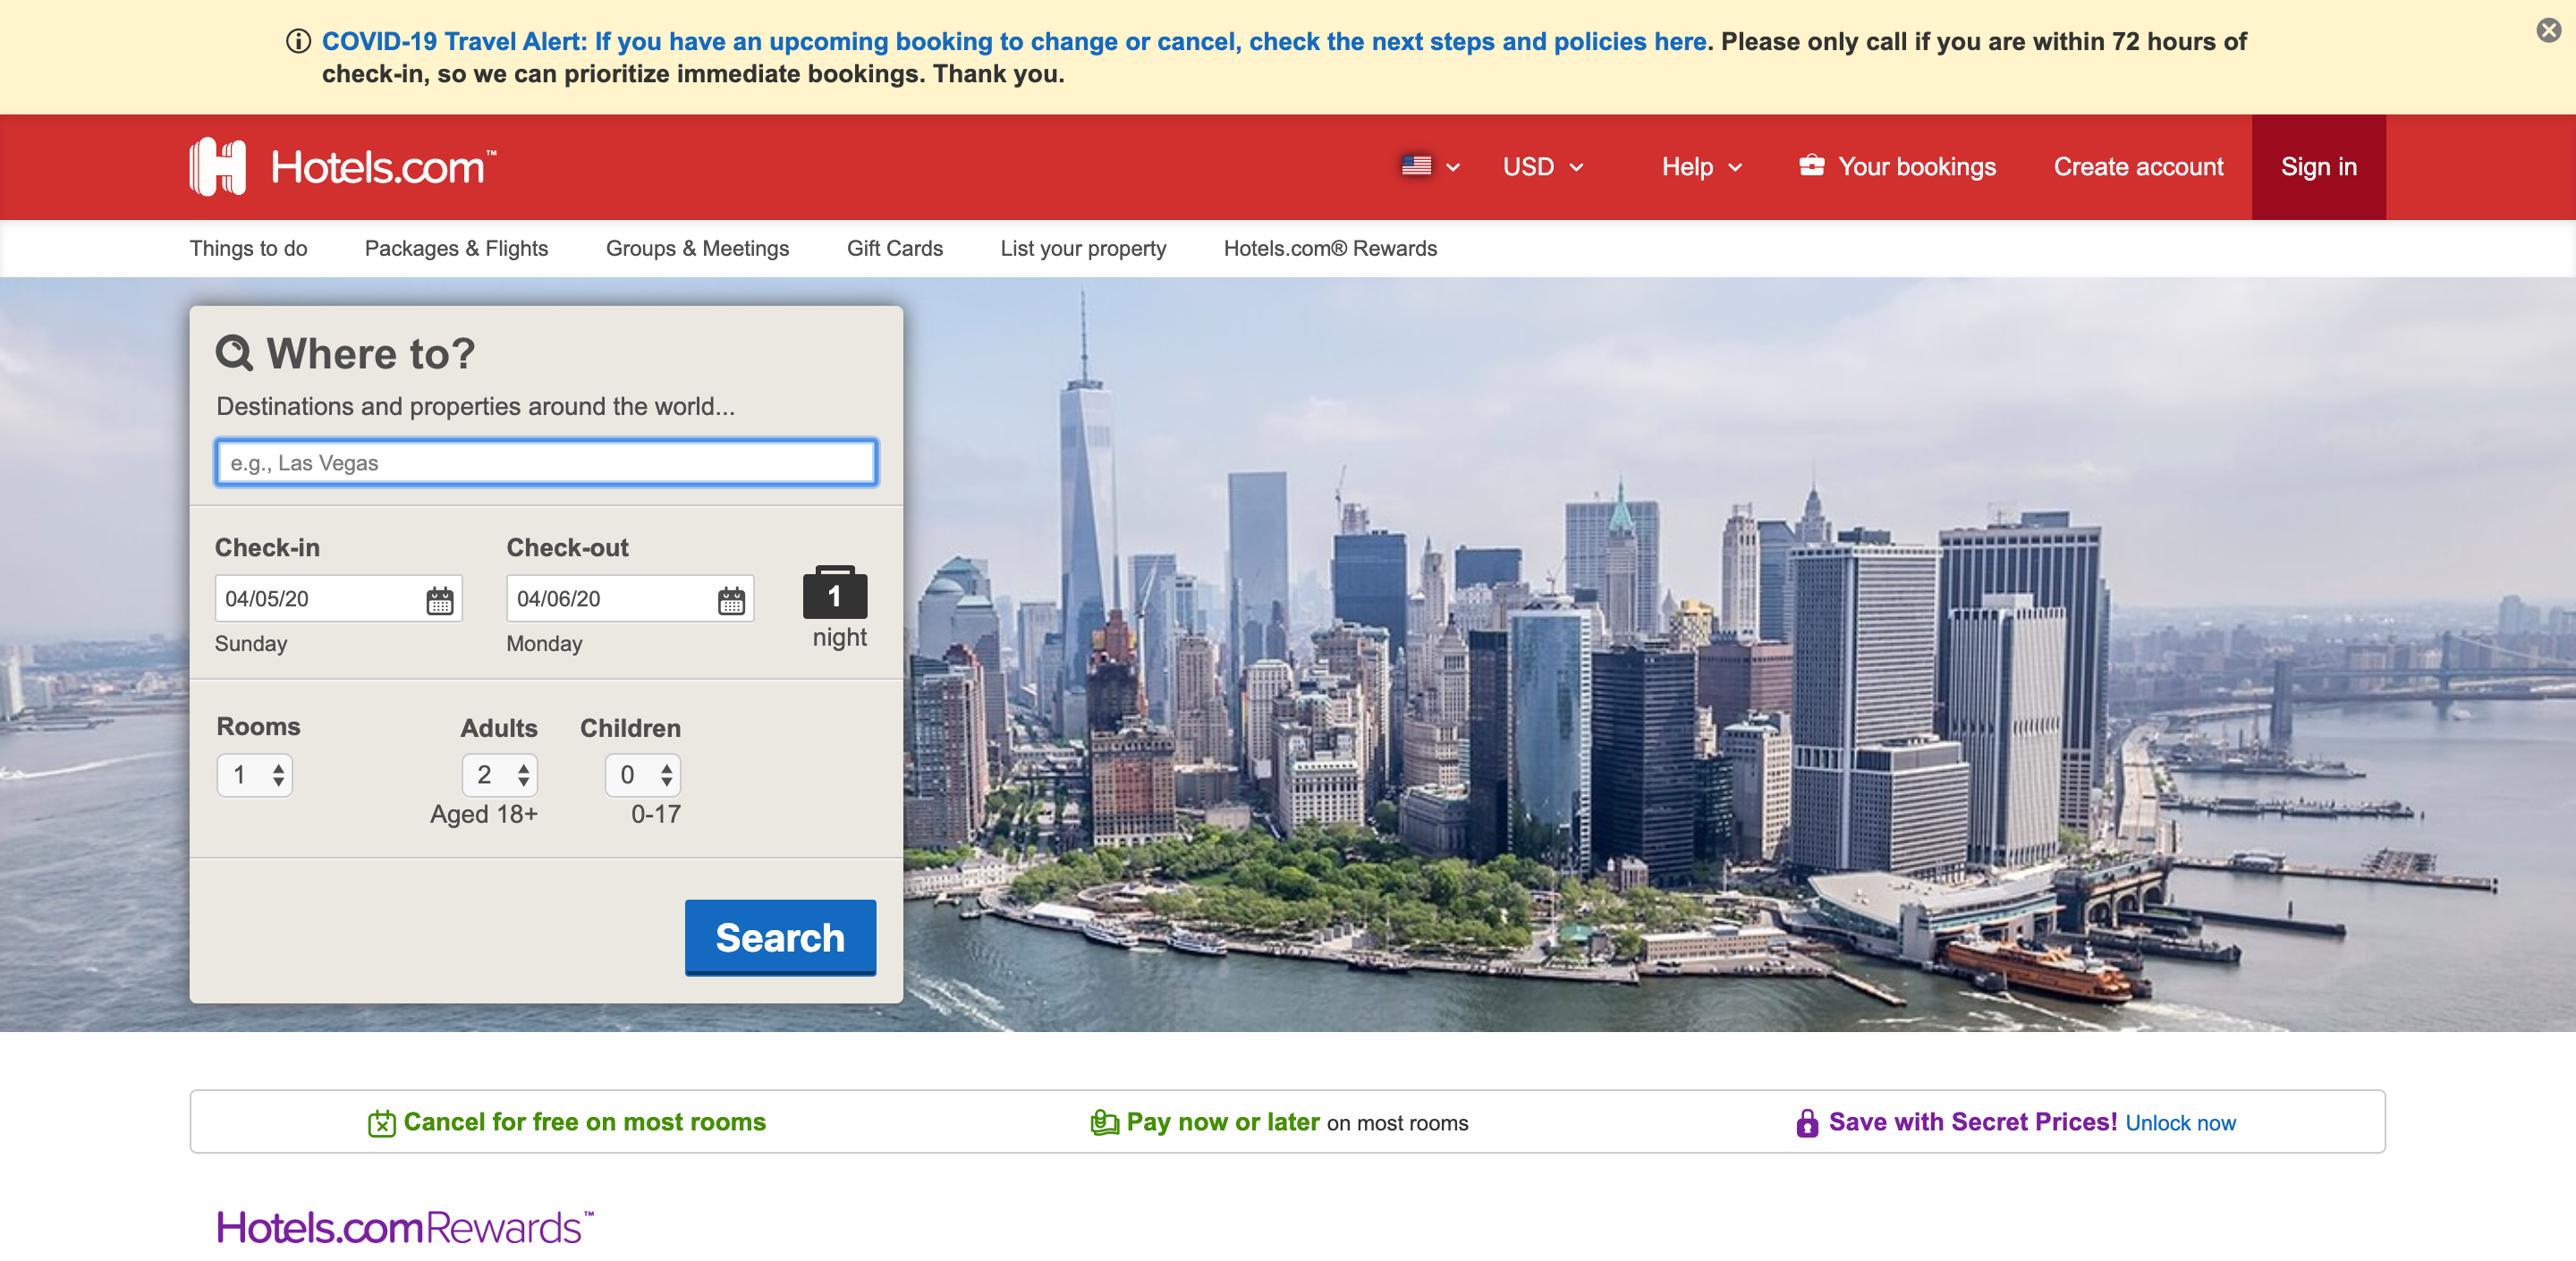 COVID-19 Travel Alert: If you have an upcoming booking to change or cancel, check the next steps and policies here. Please only call if you are within 72 hours of
check-in, so we can prioritize immediate bookings. Thank you.
Hotels.com™
USD
Help
Your bookings
Create account
Sign in
Things to do
Packages & Flights
Groups & Meetings
Gift Cards
List your property
Hotels.com® Rewards
Where to?
Destinations and properties around the world...
e.g., Las Vegas
Check-in
Check-out
04/05/20
04/06/20
1
Sunday
Monday
night
Rooms
Adults
Children
1
2
0
Aged 18+
0-17
Search
Cancel for free on most rooms
Pay now or later on most rooms
Save with Secret Prices! Unlock now
Hotels.com Rewards™